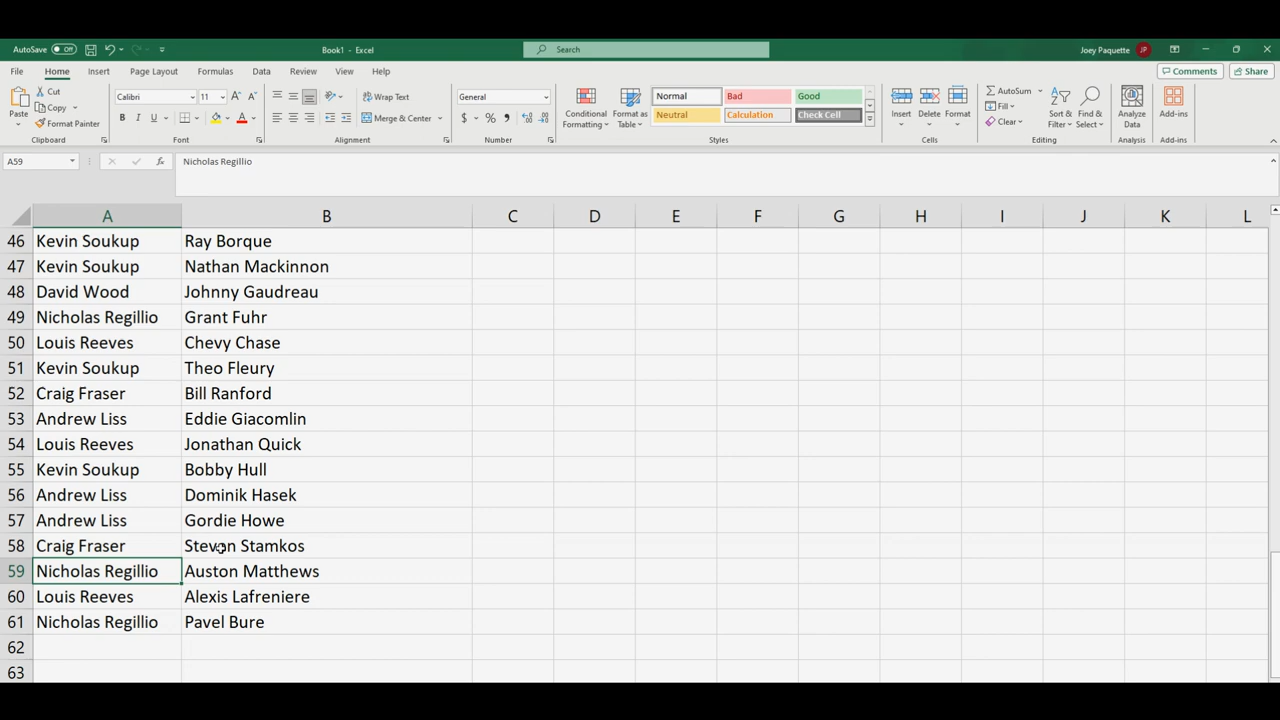 AutoSave Off Book1 - Excel Search Joey Paquette JP
File Home Insert Page Layout Formulas Data Review View Help Comments Share
Paste Cut Copy Format Painter Clipboard
Calibri 11 A A B I U A Font
Wrap Text Merge & Center Alignment
General $ % , Number
Conditional Formatting Format as Table Normal Bad Good Neutral Calculation Check Cell Styles
Insert Delete Format Cells
AutoSum Fill Clear Sort & Filter Find & Select Editing
Analyze Data Analysis
Add-ins Add-ins
A59 fx Nicholas Regillio
A B C D E F G H I J K L
46 Kevin Soukup Ray Borque
47 Kevin Soukup Nathan Mackinnon
48 David Wood Johnny Gaudreau
49 Nicholas Regillio Grant Fuhr
50 Louis Reeves Chevy Chase
51 Kevin Soukup Theo Fleury
52 Craig Fraser Bill Ranford
53 Andrew Liss Eddie Giacomlin
54 Louis Reeves Jonathan Quick
55 Kevin Soukup Bobby Hull
56 Andrew Liss Dominik Hasek
57 Andrew Liss Gordie Howe
58 Craig Fraser Stamkos
59 Nicholas Regillio Auston Matthews
60 Louis Reeves Alexis Lafreniere
61 Nicholas Regillio Pavel Bure
62
63